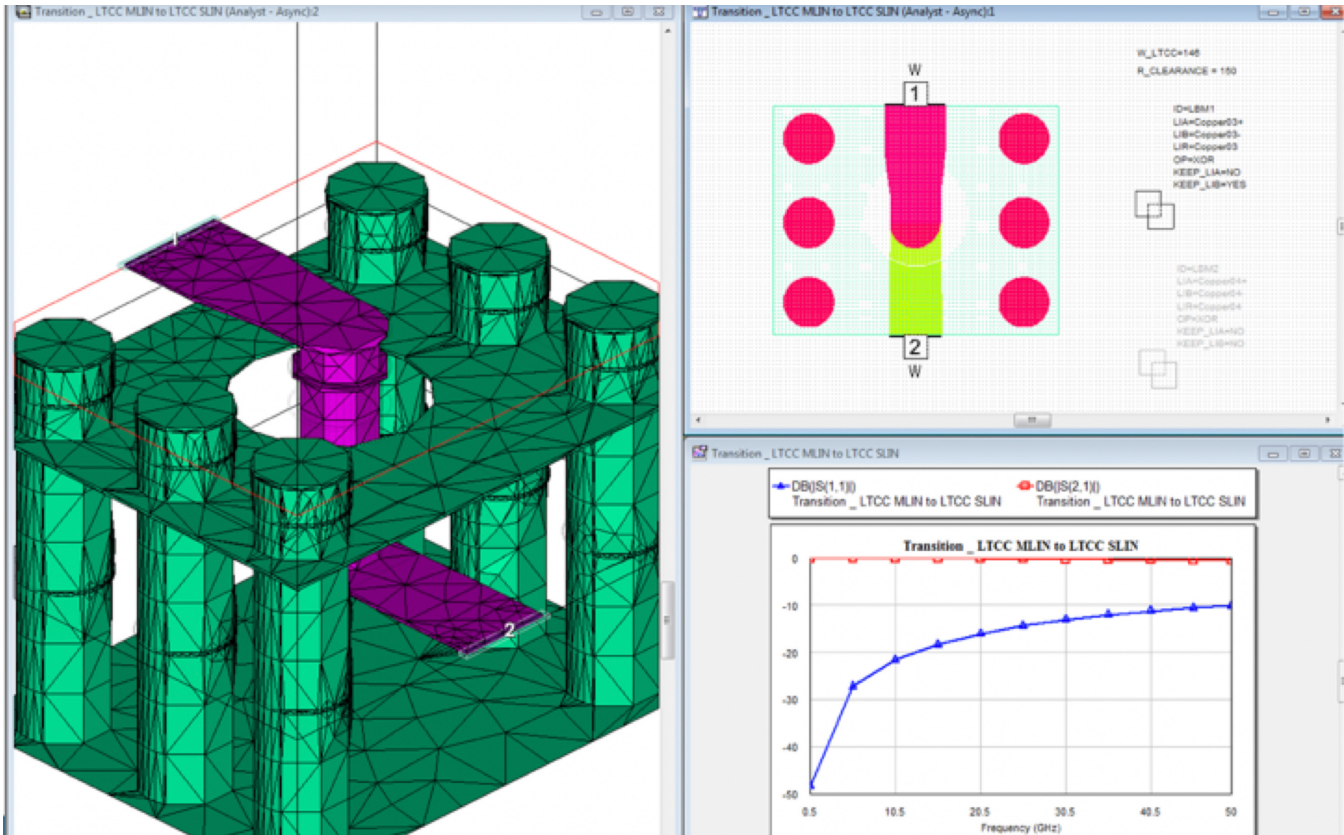 Transition _ LTCC MLIN to LTCC SLIN (Analyst - Async):2
1
2
Transition _ LTCC MLIN to LTCC SLIN (Analyst - Async):1
W
1
2
W
W_LTCC=146
R_CLEARANCE = 150
ID=LBM1
LIA=Copper03+
LIB=Copper03-
LIR=Copper03
OP=XOR
KEEP_LIA=NO
KEEP_LIB=YES
ID=LBM2
LIA=Copper04+
LIB=Copper04-
LIR=Copper04
OP=XOR
KEEP_LIA=NO
KEEP_LIB=NO
Transition _ LTCC MLIN to LTCC SLIN
DB(|S(1,1)|)
Transition _ LTCC MLIN to LTCC SLIN
DB(|S(2,1)|)
Transition _ LTCC MLIN to LTCC SLIN
Transition _ LTCC MLIN to LTCC SLIN
0
-10
-20
-30
-40
-50
0.5 10.5 20.5 30.5 40.5 50
Frequency (GHz)